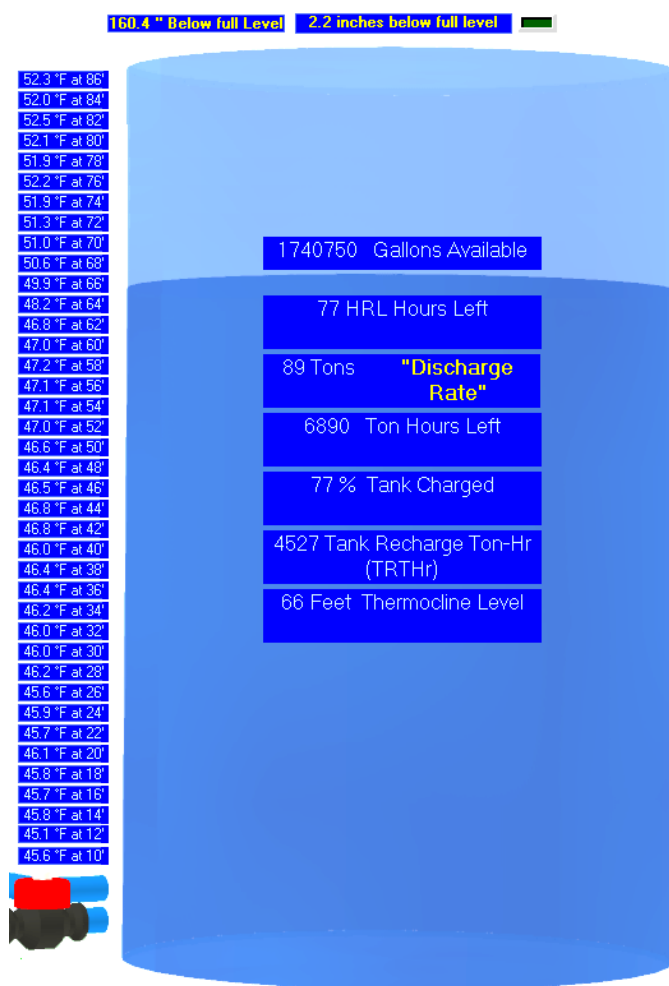 160.4 " Below full Level
2.2 inches below full level
52.3 °F at 86'
52.0 °F at 84'
52.5 °F at 82'
52.1 °F at 80'
51.9 °F at 78'
52.2 °F at 76'
51.9 °F at 74'
51.3 °F at 72'
51.0 °F at 70'
50.6 °F at 68'
49.9 °F at 66'
48.2 °F at 64'
46.8 °F at 62'
47.0 °F at 60'
47.2 °F at 58'
47.1 °F at 56'
47.1 °F at 54'
47.0 °F at 52'
46.6 °F at 50'
46.4 °F at 48'
46.5 °F at 46'
46.8 °F at 44'
46.8 °F at 42'
46.0 °F at 40'
46.4 °F at 38'
46.4 °F at 36'
46.2 °F at 34'
46.0 °F at 32'
46.0 °F at 30'
46.2 °F at 28'
45.6 °F at 26'
45.9 °F at 24'
45.7 °F at 22'
46.1 °F at 20'
45.8 °F at 18'
45.7 °F at 16'
45.8 °F at 14'
45.1 °F at 12'
45.6 °F at 10'
1740750 Gallons Available
77 HRL Hours Left
89 Tons "Discharge
Rate"
6890 Ton Hours Left
77 % Tank Charged
4527 Tank Recharge Ton-Hr
(TRTHr)
66 Feet Thermocline Level